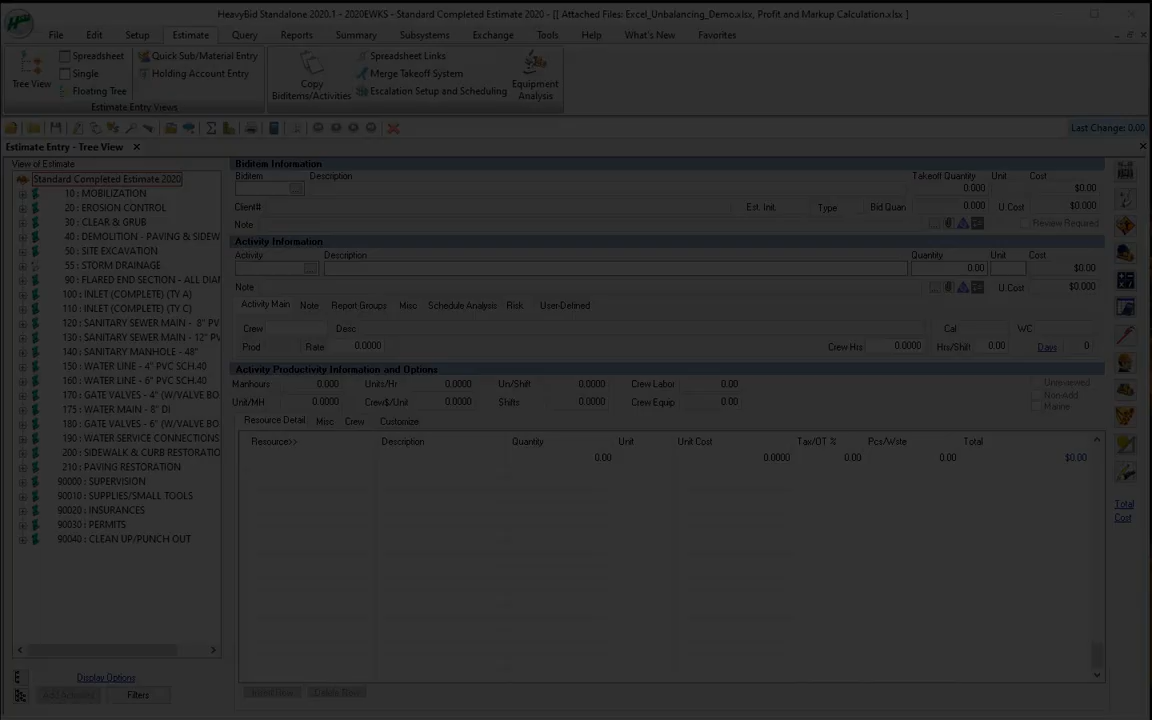 HeavyBid Standalone 2020.1 - 2020EWKS - Standard Completed Estimate 2020 - [[ Attached Files: Excel_Unbalancing_Demo.xlsx, Profit and Markup Calculation.xlsx ]
File Edit Setup Estimate Query Reports Summary Subsystems Exchange Tools Help What's New Favorites
Tree View
Spreadsheet
Single
Floating Tree
Quick Sub/Material Entry
Holding Account Entry
Estimate Entry Views
Copy
Biditems/Activities
Spreadsheet Links
Merge Takeoff System
Escalation Setup and Scheduling
Equipment
Analysis
Last Change: 0.00
Estimate Entry - Tree View
View of Estimate
Standard Completed Estimate 2020
10 : MOBILIZATION
20 : EROSION CONTROL
30 : CLEAR & GRUB
40 : DEMOLITION - PAVING & SIDEW
50 : SITE EXCAVATION
55 : STORM DRAINAGE
90 : FLARED END SECTION - ALL DIAM
100 : INLET (COMPLETE) (TY A)
110 : INLET (COMPLETE) (TY C)
120 : SANITARY SEWER MAIN - 8" PV
130 : SANITARY SEWER MAIN - 12" PV
140 : SANITARY MANHOLE - 48"
150 : WATER LINE - 4" PVC SCH.40
160 : WATER LINE - 6" PVC SCH.40
170 : GATE VALVES - 4" (W/VALVE BO
175 : WATER MAIN - 8" DI
180 : GATE VALVES - 6" (W/VALVE BO
190 : WATER SERVICE CONNECTIONS
200 : SIDEWALK & CURB RESTORATIO
210 : PAVING RESTORATION
90000 : SUPERVISION
90010 : SUPPLIES/SMALL TOOLS
90020 : INSURANCES
90030 : PERMITS
90040 : CLEAN UP/PUNCH OUT
Display Options
Add Activities Filters
Biditem Information
Biditem Description Takeoff Quantity Unit Cost
0.000 $0.00
Client# Est. Init. Type Bid Quan 0.000 U.Cost $0.000
Note Review Required
Activity Information
Activity Description Quantity Unit Cost
0.00 $0.00
Note U.Cost $0.000
Activity Main Note Report Groups Misc Schedule Analysis Risk User-Defined
Crew Desc Cal WC
Prod Rate 0.0000 Crew Hrs 0.0000 Hrs/Shift 0.00 Days 0
Activity Productivity Information and Options
Manhours 0.000 Units/Hr 0.0000 Un/Shift 0.0000 Crew Labor 0.00 Unreviewed
Unit/MH 0.0000 Crew$/Unit 0.0000 Shifts 0.0000 Crew Equip 0.00 Non Add
Marine
Resource Detail Misc Crew Customize
Resource>> Description Quantity Unit Unit Cost Tax/OT % Pcs/Wste Total
0.00 0.0000 0.00 0.00 $0.00
Insert Row Delete Row
Total
Cost